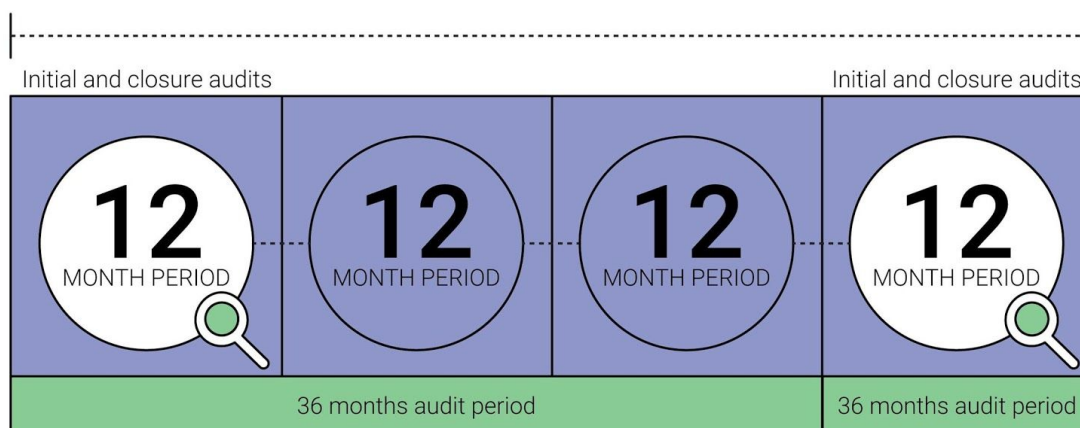 Initial and closure audits
Initial and closure audits
12
MONTH PERIOD
12
MONTH PERIOD
12
MONTH PERIOD
12
MONTH PERIOD
36 months audit period
36 months audit period